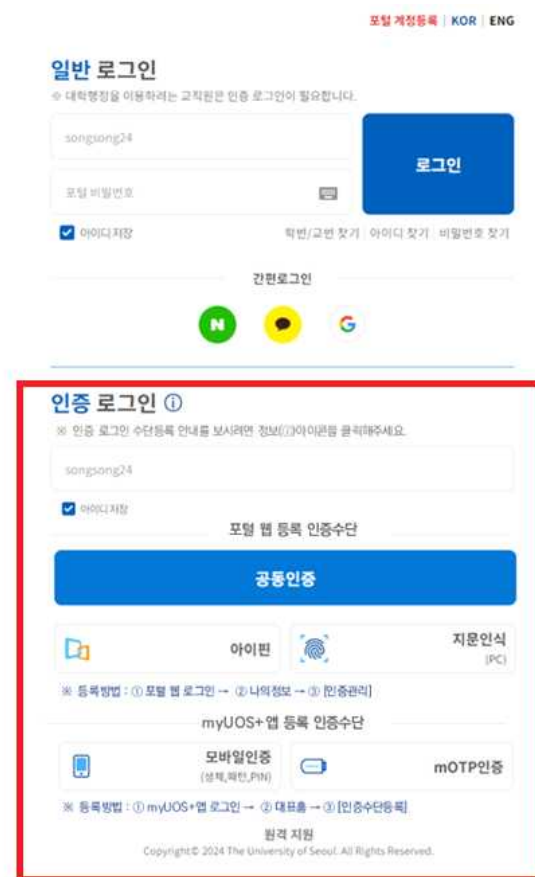 포털 계정등록 | KOR | ENG
일반 로그인
※ 대학행정을 이용하려는 교직원은 인증 로그인이 필요합니다.
songsong24
포털 비밀번호
로그인
아이디 저장
학번/교번 찾기 | 아이디 찾기 | 비밀번호 찾기
간편로그인
N
G
인증 로그인 ⓘ
※ 인증 로그인 수단등록 안내를 보시려면 정보(ⓘ)아이콘을 클릭해주세요.
songsong24
아이디 저장
포털 웹 등록 인증수단
공동인증
아이핀
지문인식
(PC)
※ 등록방법 : ① 포털 웹 로그인 → ② 나의정보 → ③ [인증관리]
myUOS+ 앱 등록 인증수단
모바일인증
(생체,패턴,PIN)
mOTP인증
※ 등록방법 : ① myUOS+앱 로그인 → ② 대표홈 → ③ [인증수단등록]
원격 지원
Copyright© 2024 The University of Seoul. All Rights Reserved.